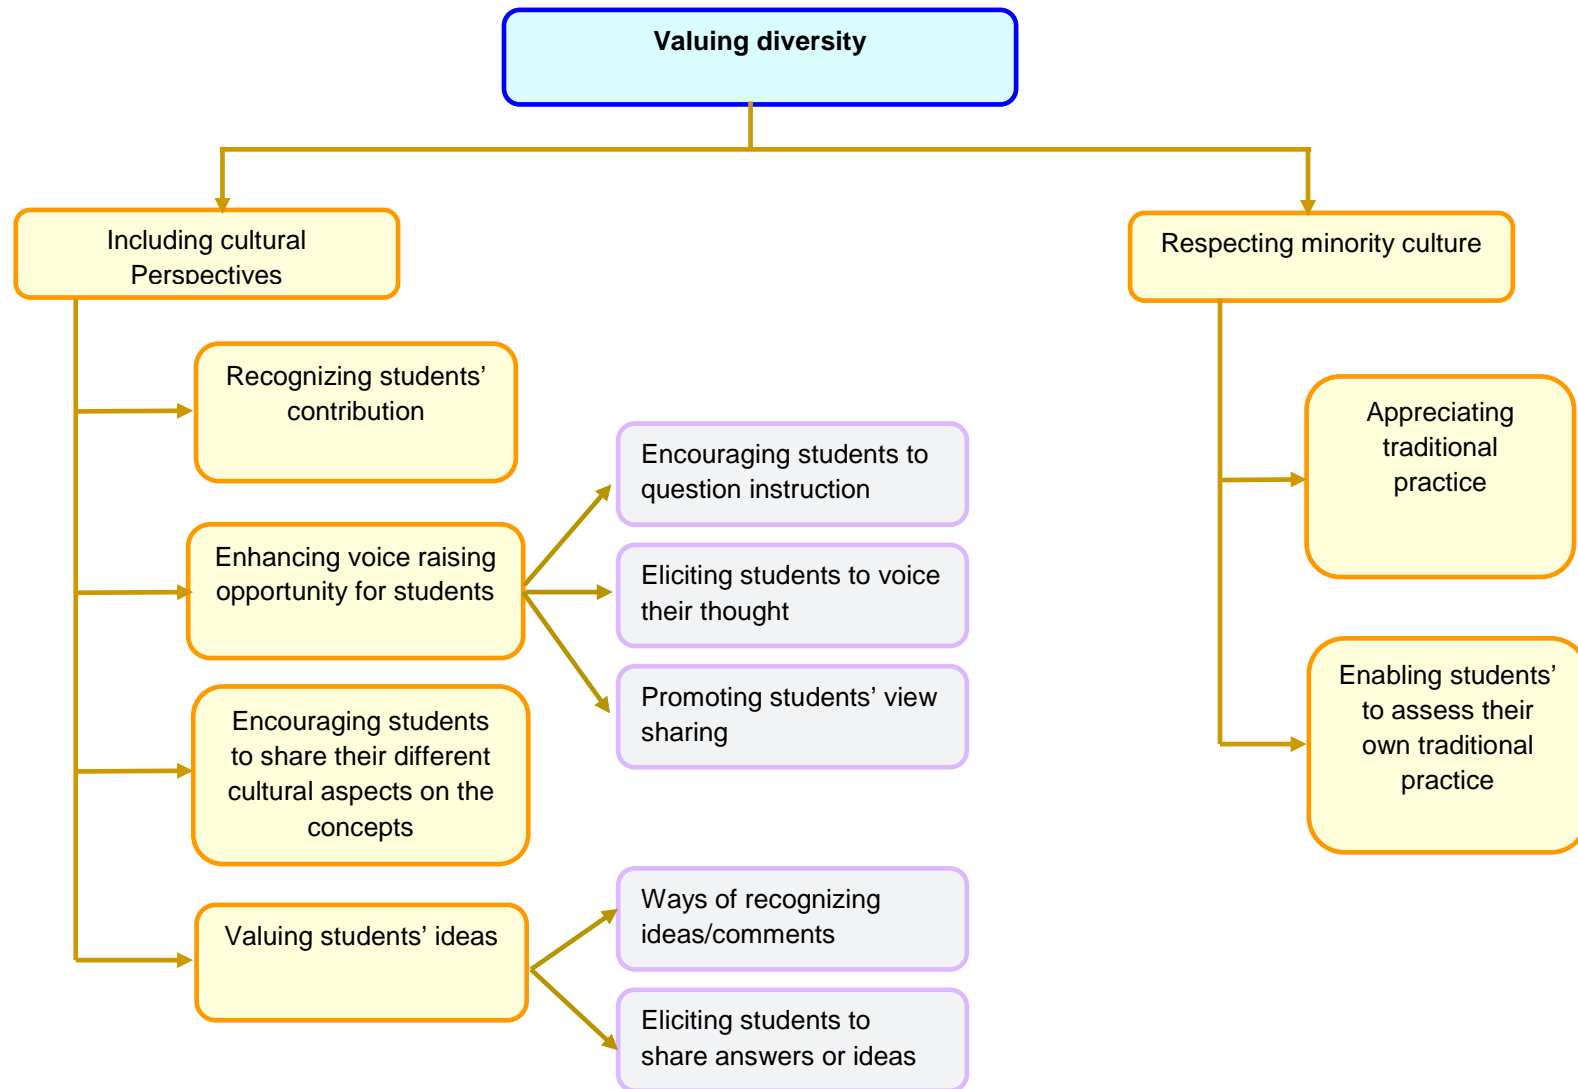 Valuing diversity
Including cultural
Perspectives
Respecting minority culture
Recognizing students’
contribution
Enhancing voice raising
opportunity for students
Encouraging students
to share their different
cultural aspects on the
concepts
Valuing students’ ideas
Encouraging students to
question instruction
Eliciting students to voice
their thought
Promoting students’ view
sharing
Ways of recognizing
ideas/comments
Eliciting students to
share answers or ideas
Appreciating
traditional
practice
Enabling students’
to assess their
own traditional
practice